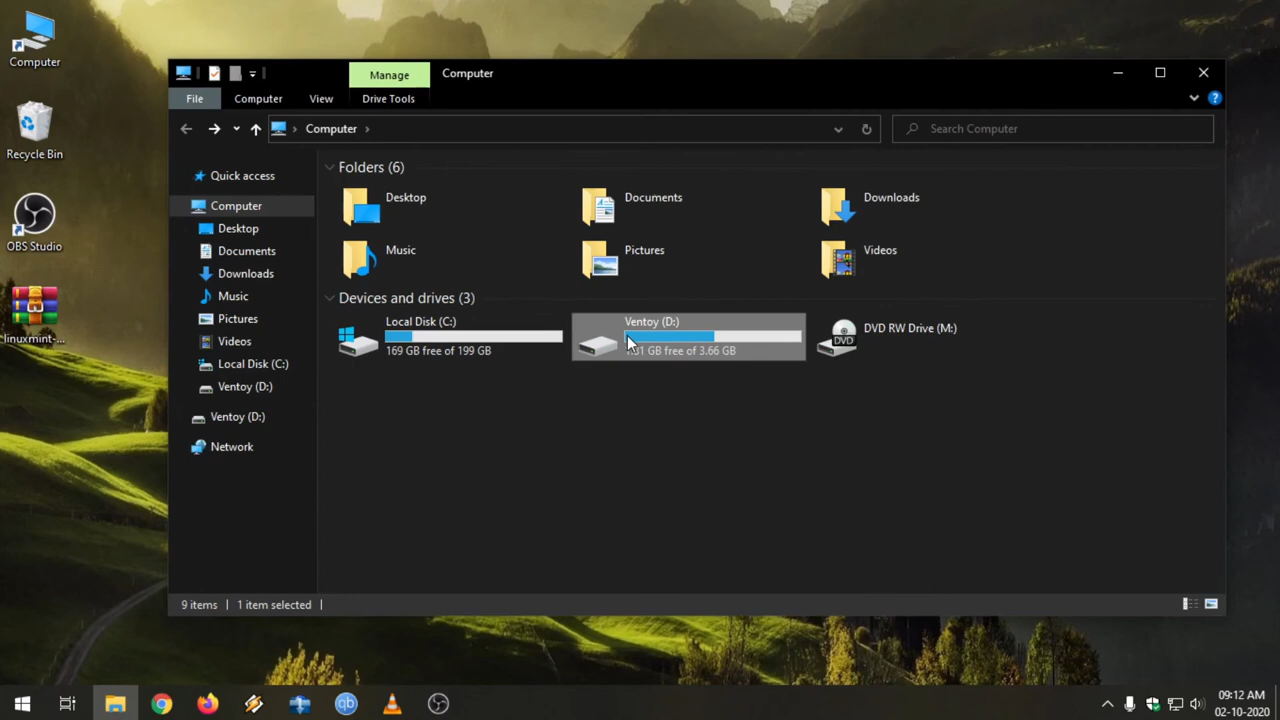 Computer
Recycle Bin
OBS Studio
linuxmint-...
Manage
Computer
File
Computer
View
Drive Tools
Computer
Search Computer
Quick access
Computer
Desktop
Documents
Downloads
Music
Pictures
Videos
Local Disk (C:)
Ventoy (D:)
Ventoy (D:)
Network
Folders (6)
Desktop
Documents
Downloads
Music
Pictures
Videos
Devices and drives (3)
Local Disk (C:)
169 GB free of 199 GB
Ventoy (D:)
GB free of 3.66 GB
DVD RW Drive (M:)
DVD
9 items
1 item selected
09:12 AM
02-10-2020